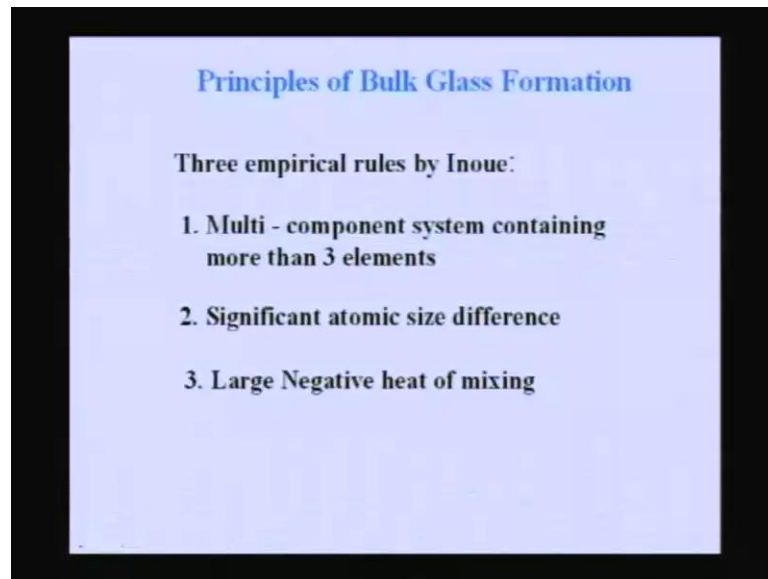 Principles of Bulk Glass Formation
Three empirical rules by Inoue:
1. Multi - component system containing
more than 3 elements
2. Significant atomic size difference
3. Large Negative heat of mixing